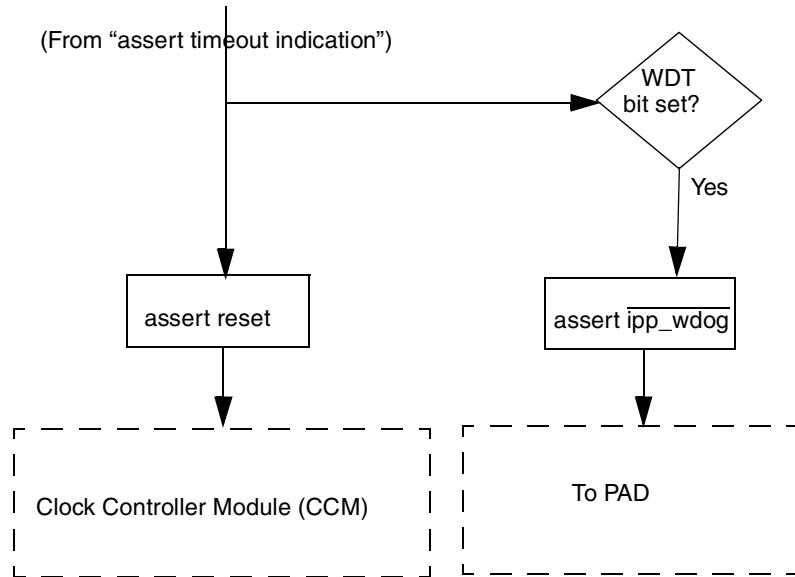 (From “assert timeout indication”)
WDT
bit set?
Yes
assert reset
assert ipp_wdog
Clock Controller Module (CCM)
To PAD